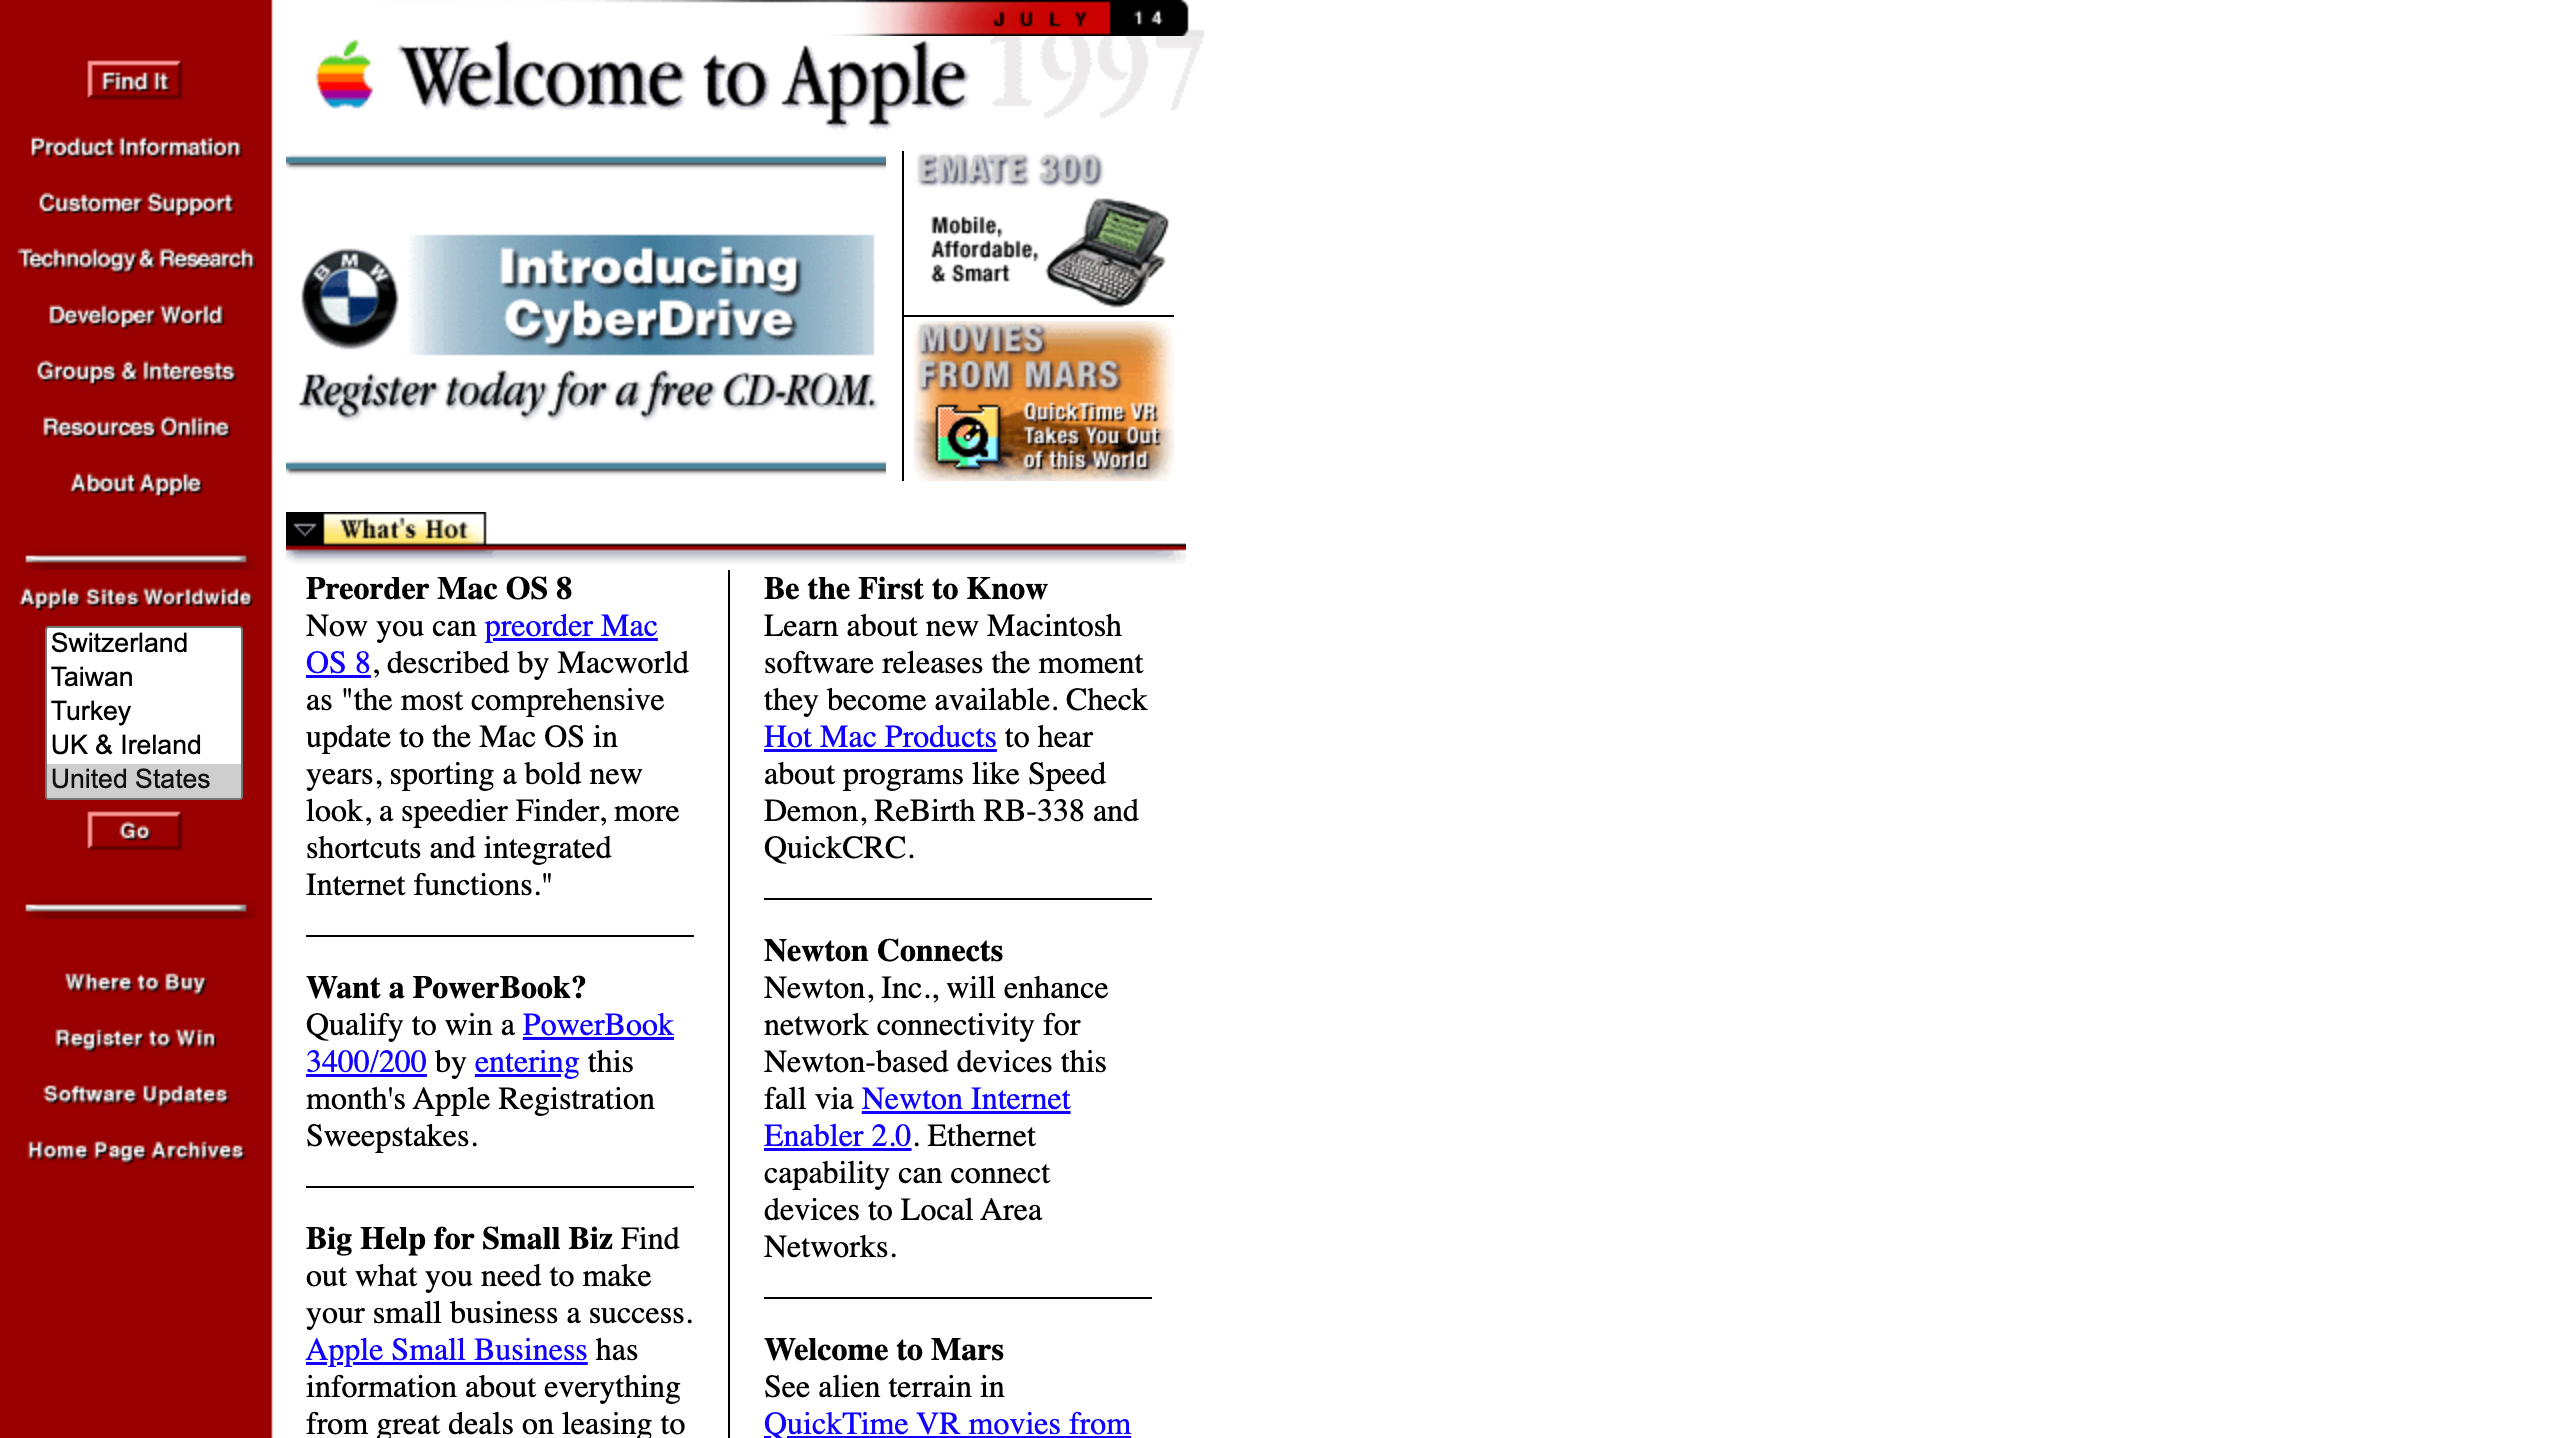 Find It
Product Information
Customer Support
Technology & Research
Developer World
Groups & Interests
Resources Online
About Apple
Apple Sites Worldwide
Switzerland
Taiwan
Turkey
UK & Ireland
United States
Go
Where to Buy
Register to Win
Software Updates
Home Page Archives
JULY 14
1997
Welcome to Apple
BMW
Introducing
CyberDrive
Register today for a free CD-ROM.
EMATE 300
Mobile,
Affordable,
& Smart
MOVIES
FROM MARS
QuickTime VR
Takes You Out
of this World
What's Hot
Preorder Mac OS 8
Now you can preorder Mac
OS 8, described by Macworld
as "the most comprehensive
update to the Mac OS in
years, sporting a bold new
look, a speedier Finder, more
shortcuts and integrated
Internet functions."
Want a PowerBook?
Qualify to win a PowerBook
3400/200 by entering this
month's Apple Registration
Sweepstakes.
Big Help for Small Biz Find
out what you need to make
your small business a success.
Apple Small Business has
information about everything
from great deals on leasing to
Be the First to Know
Learn about new Macintosh
software releases the moment
they become available. Check
Hot Mac Products to hear
about programs like Speed
Demon, ReBirth RB-338 and
QuickCRC.
Newton Connects
Newton, Inc., will enhance
network connectivity for
Newton-based devices this
fall via Newton Internet
Enabler 2.0. Ethernet
capability can connect
devices to Local Area
Networks.
Welcome to Mars
See alien terrain in
QuickTime VR movies from